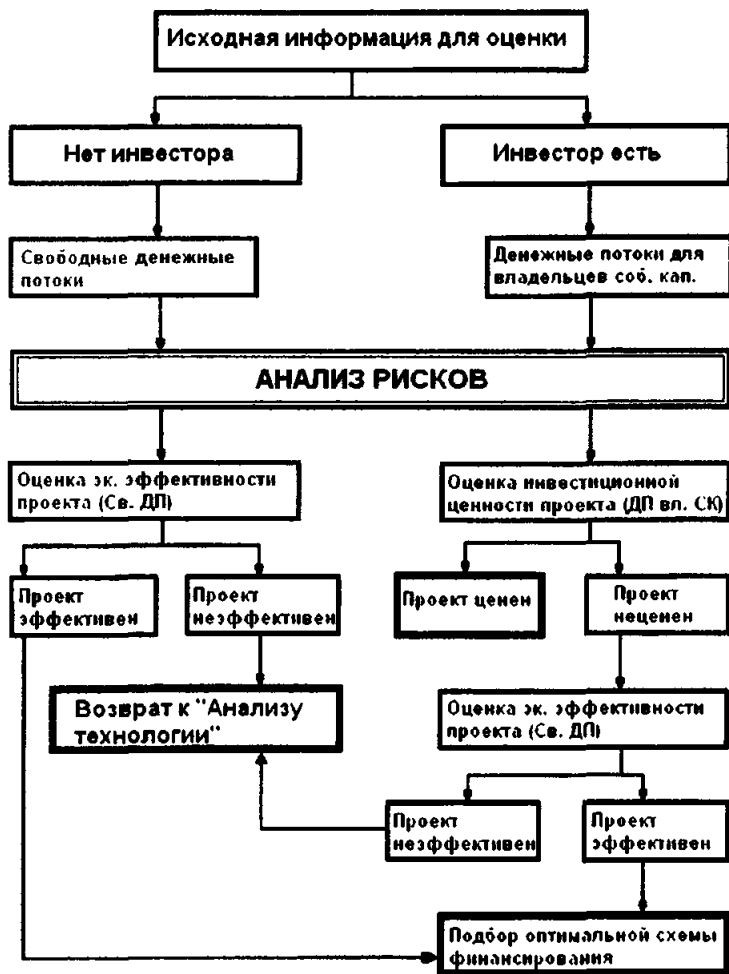 Исходная информация для оценки
Нет инвестора
Инвестор есть
Свободные денежные
потоки
Денежные потоки для
владельцев соб. кап.
АНАЛИЗ РИСКОВ
Оценка эк. эффективности
проекта (Св. ДП)
Оценка инвестиционной
ценности проекта (ДП вл. СК)
Проект
эффективен
Проект
неэффективен
Проект ценен
Проект
неценен
Возврат к "Анализу
технологии"
Оценка эк. эффективности
проекта (Св. ДП)
Проект
неэффективен
Проект
эффективен
Подбор оптимальной схемы
финансирования